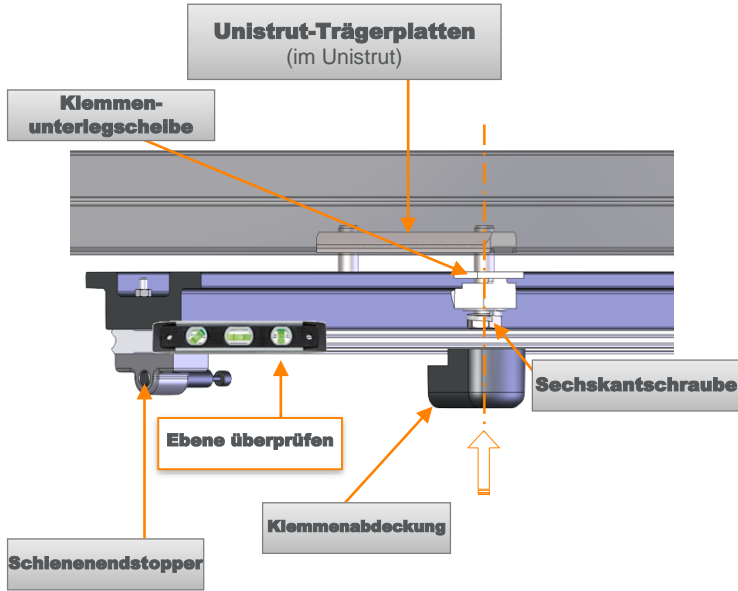 Unistrut-Trägerplatten
(im Unistrut)
Klemmen-
unterlegscheibe
Sechskantschraube
Ebene überprüfen
Klemmenabdeckung
Schienenendstopper